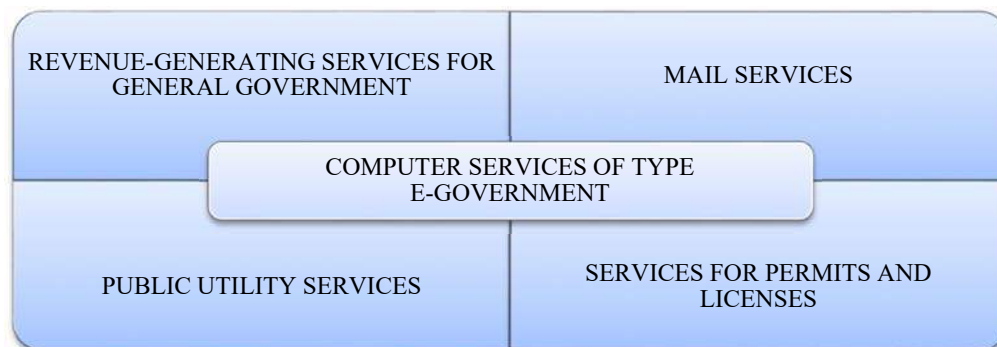 REVENUE-GENERATING SERVICES FOR
GENERAL GOVERNMENT
MAIL SERVICES
COMPUTER SERVICES OF TYPE
E-GOVERNMENT
PUBLIC UTILITY SERVICES
SERVICES FOR PERMITS AND
LICENSES